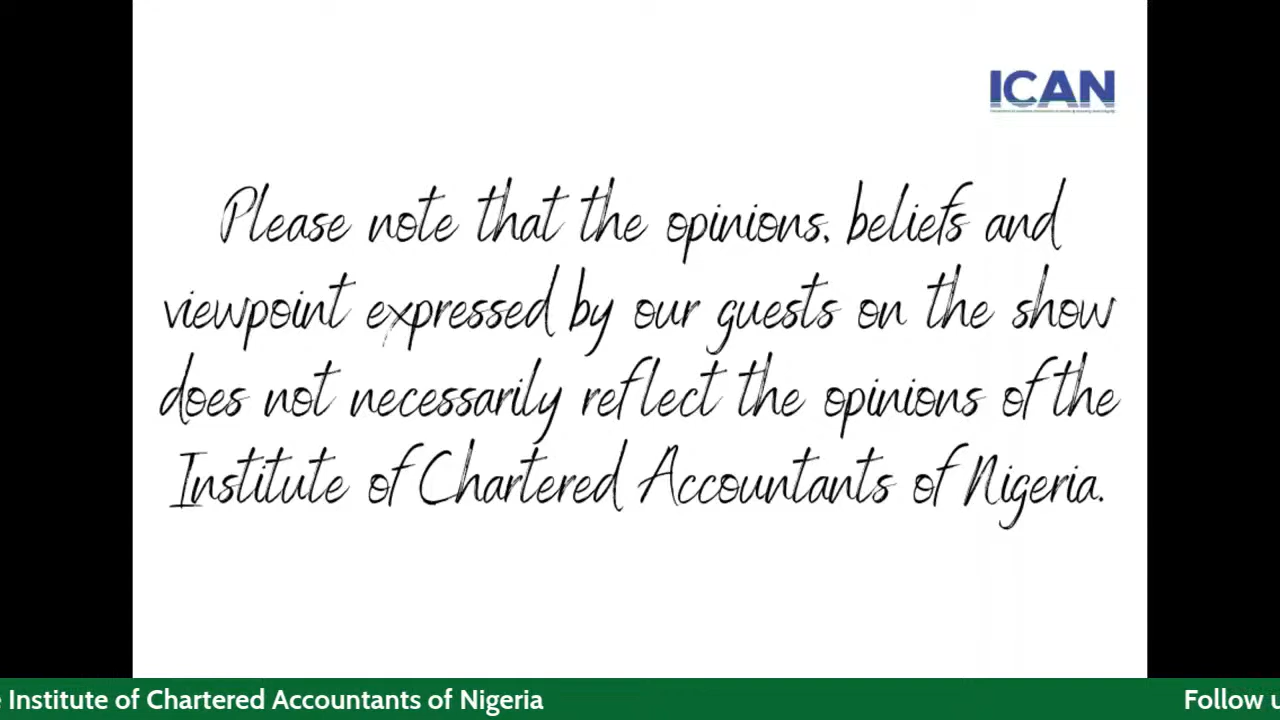 ICAN
Please note that the opinions, beliefs and
viewpoint expressed by our guests on the show
does not necessarily reflect the opinions of the
Institute of Chartered Accountants of Nigeria.
Institute of Chartered Accountants of Nigeria
Follow